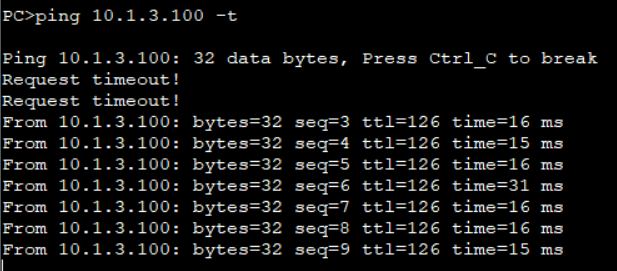 PC>ping 10.1.3.100 -t
Ping 10.1.3.100: 32 data bytes, Press Ctrl_C to break
Request timeout!
Request timeout!
From 10.1.3.100: bytes=32 seq=3 ttl=126 time=16 ms
From 10.1.3.100: bytes=32 seq=4 ttl=126 time=15 ms
From 10.1.3.100: bytes=32 seq=5 ttl=126 time=16 ms
From 10.1.3.100: bytes=32 seq=6 ttl=126 time=31 ms
From 10.1.3.100: bytes=32 seq=7 ttl=126 time=16 ms
From 10.1.3.100: bytes=32 seq=8 ttl=126 time=16 ms
From 10.1.3.100: bytes=32 seq=9 ttl=126 time=15 ms